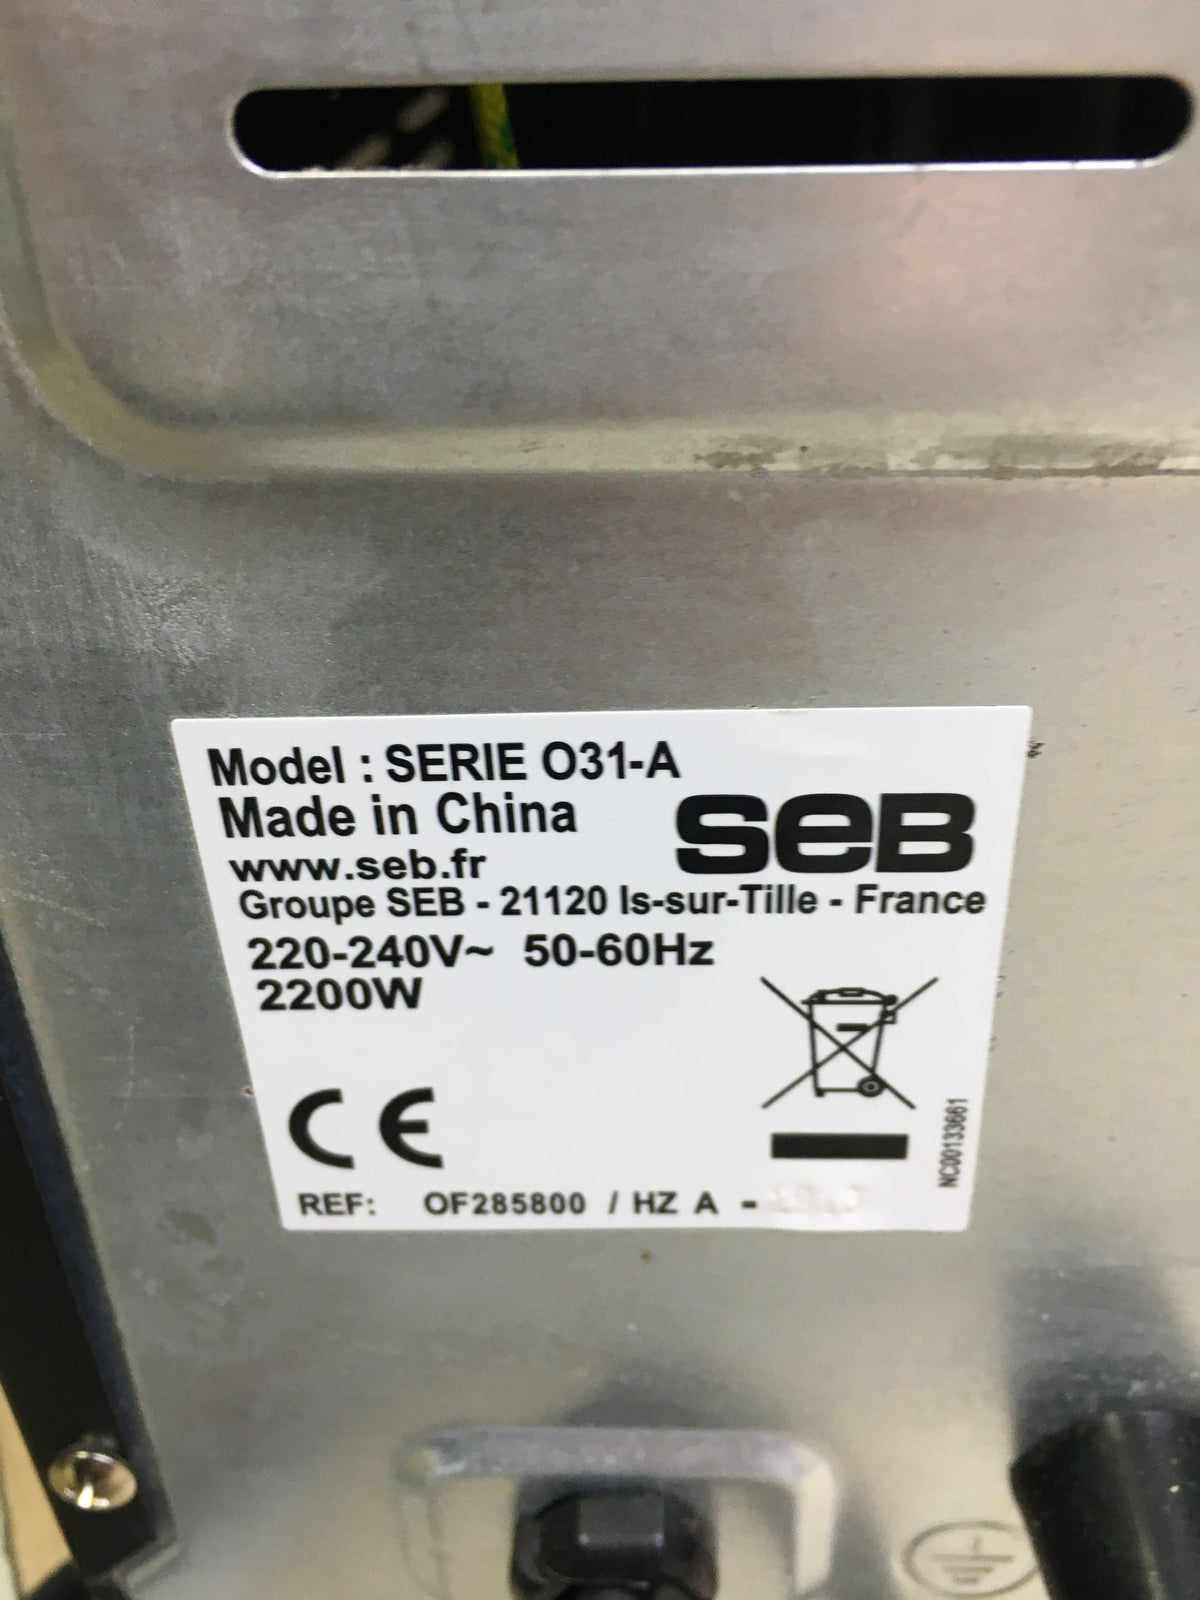 Model : SERIE O31-A
Made in China
SEB
www.seb.fr
Groupe SEB - 21120 Is-sur-Tille - France
220-240V~ 50-60Hz
2200W
CE
NC00133661
REF: OF285800 / HZ A -